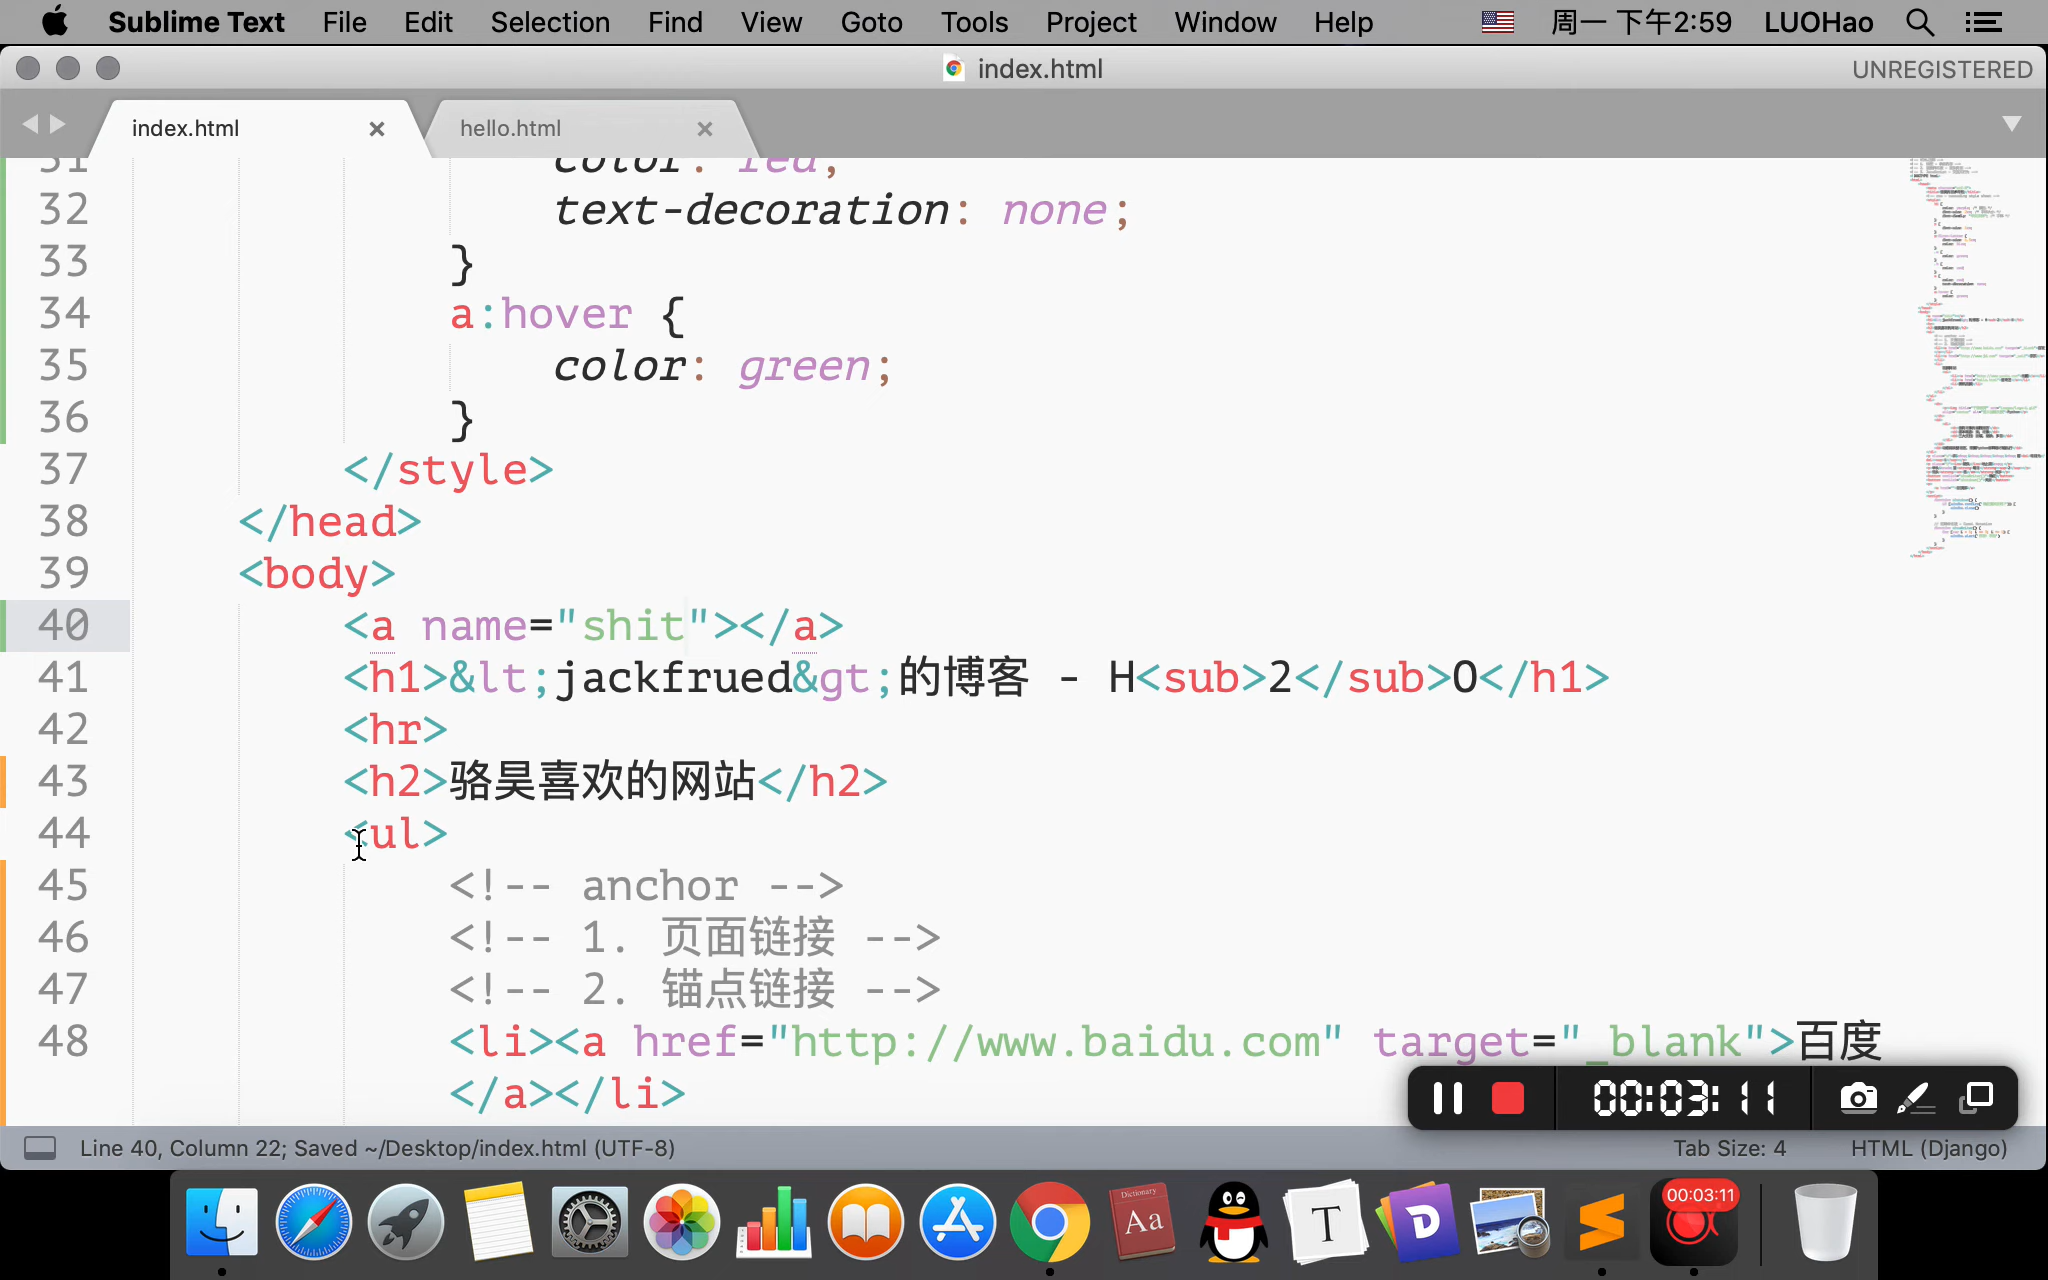 Sublime Text File Edit Selection Find View Goto Tools Project Window Help 周一 下午2:59 LUOHao
index.html UNREGISTERED
index.html hello.html
31 color: red;
32 text-decoration: none;
33 }
34 a:hover {
35 color: green;
36 }
37 </style>
38 </head>
39 <body>
40 <a name="shit"></a>
41 <h1>&lt;jackfrued&gt;的博客 - H<sub>2</sub>O</h1>
42 <hr>
43 <h2>骆昊喜欢的网站</h2>
44 <ul>
45 <!-- anchor -->
46 <!-- 1. 页面链接 -->
47 <!-- 2. 锚点链接 -->
48 <li><a href="http://www.baidu.com" target="_blank">百度
</a></li>
00:03:11
Line 40, Column 22; Saved ~/Desktop/index.html (UTF-8) Tab Size: 4 HTML (Django)
Dictionary
Aa
T
D
00:03:11